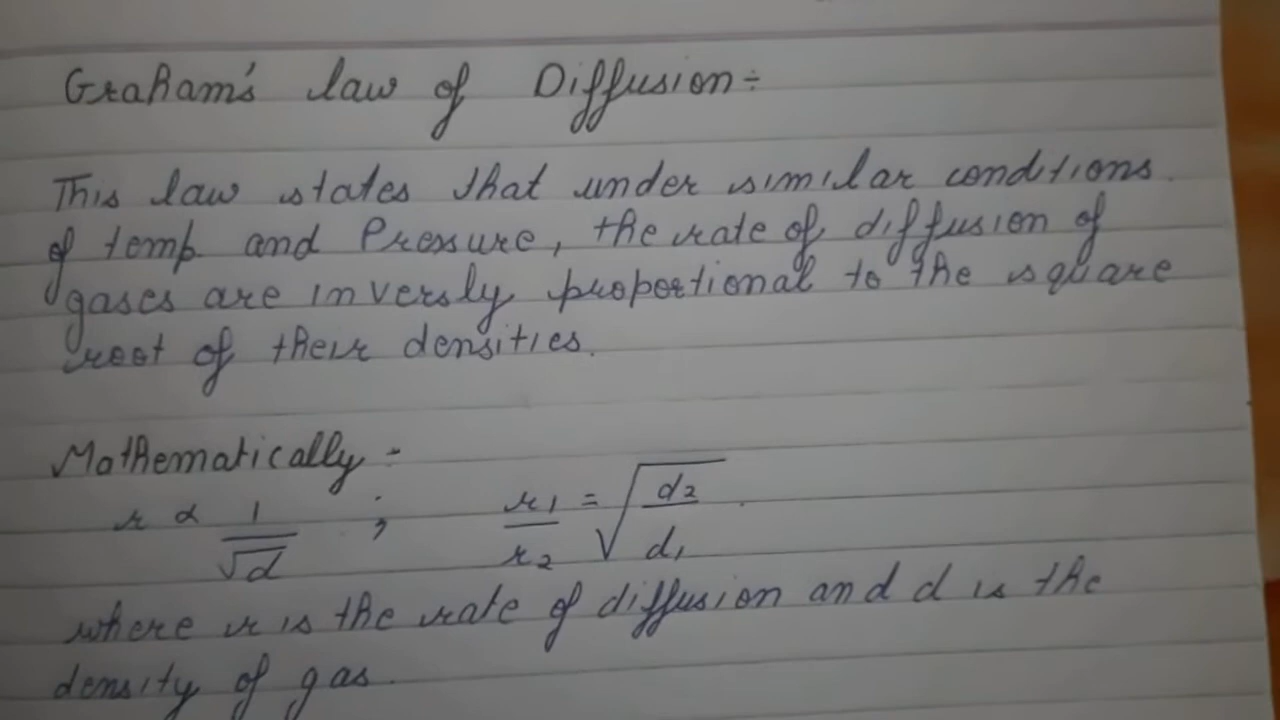 Graham's law of Diffusion ÷
This law states that under similar conditions.
of temp. and Pressure, the rate of diffusion of
gases are inversly proportional to the square
root of their densities.
Mathematically -
r ∝ 1/√d ; r1/r2 = √(d2/d1)
where r is the rate of diffusion and d is the
density of gas.